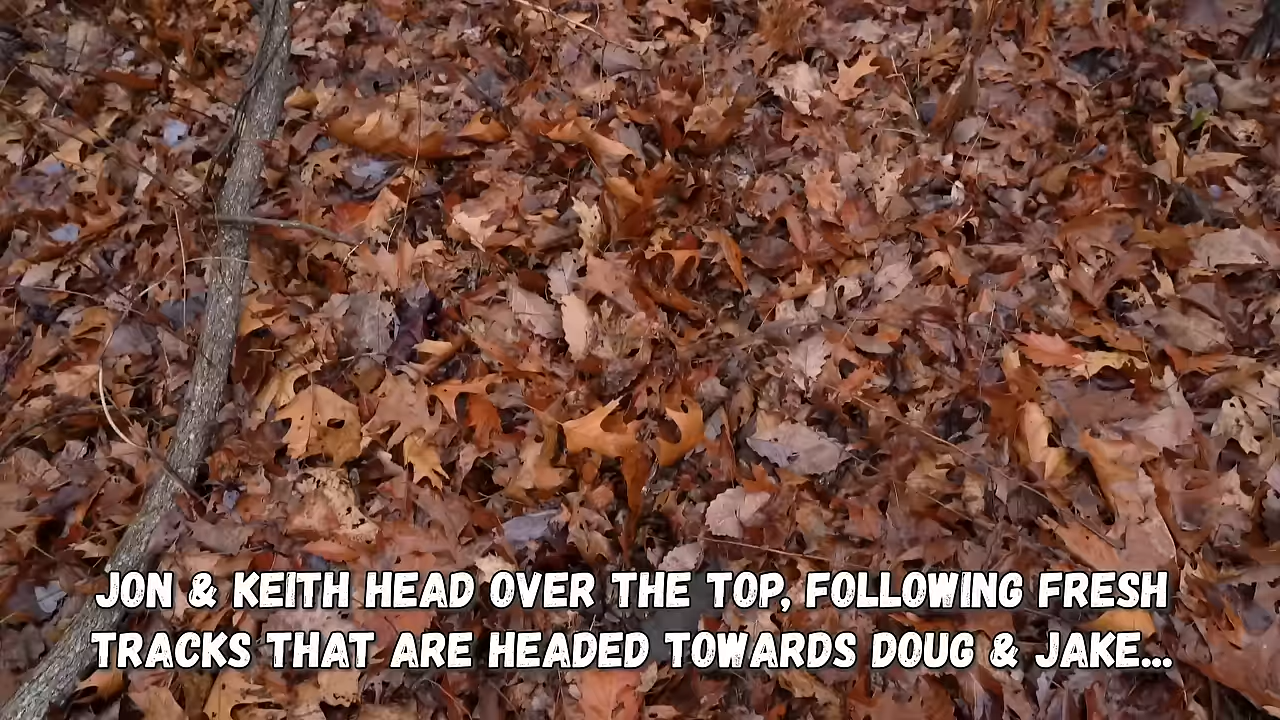 JON & KEITH HEAD OVER THE TOP, FOLLOWING FRESH
TRACKS THAT ARE HEADED TOWARDS DOUG & JAKE...